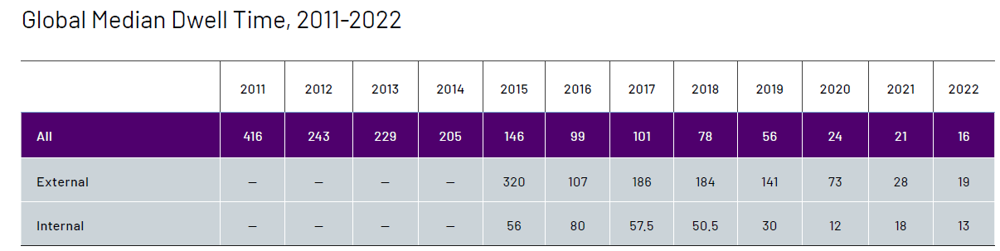 Global Median Dwell Time, 2011-2022
2011 2012 2013 2014 2015 2016 2017 2018 2019 2020 2021 2022
All 416 243 229 205 146 99 101 78 56 24 21 16
External — — — — 320 107 186 184 141 73 28 19
Internal — — — — 56 80 57.5 50.5 30 12 18 13